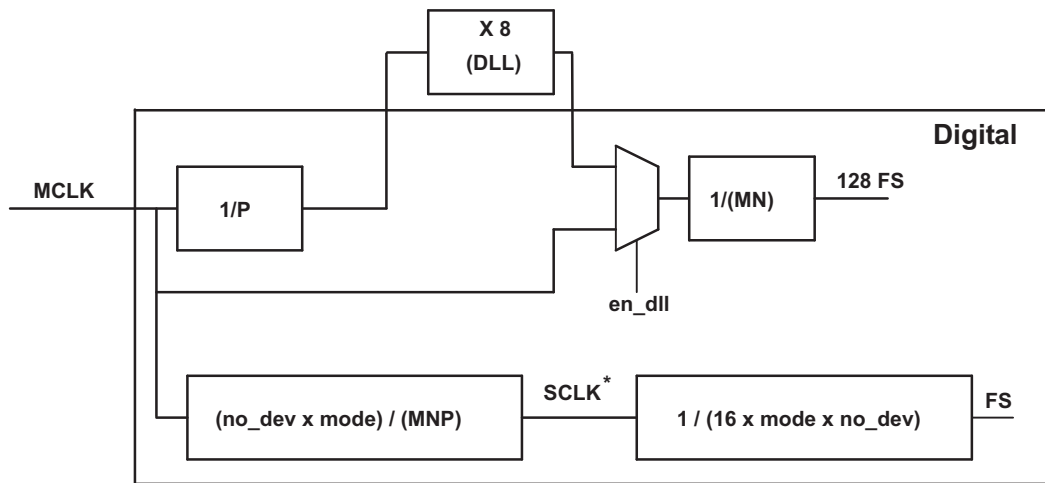 X 8
(DLL)
Digital
MCLK
1/P
1/(MN)
128 FS
en_dll
(no_dev x mode) / (MNP)
SCLK*
1 / (16 x mode x no_dev)
FS